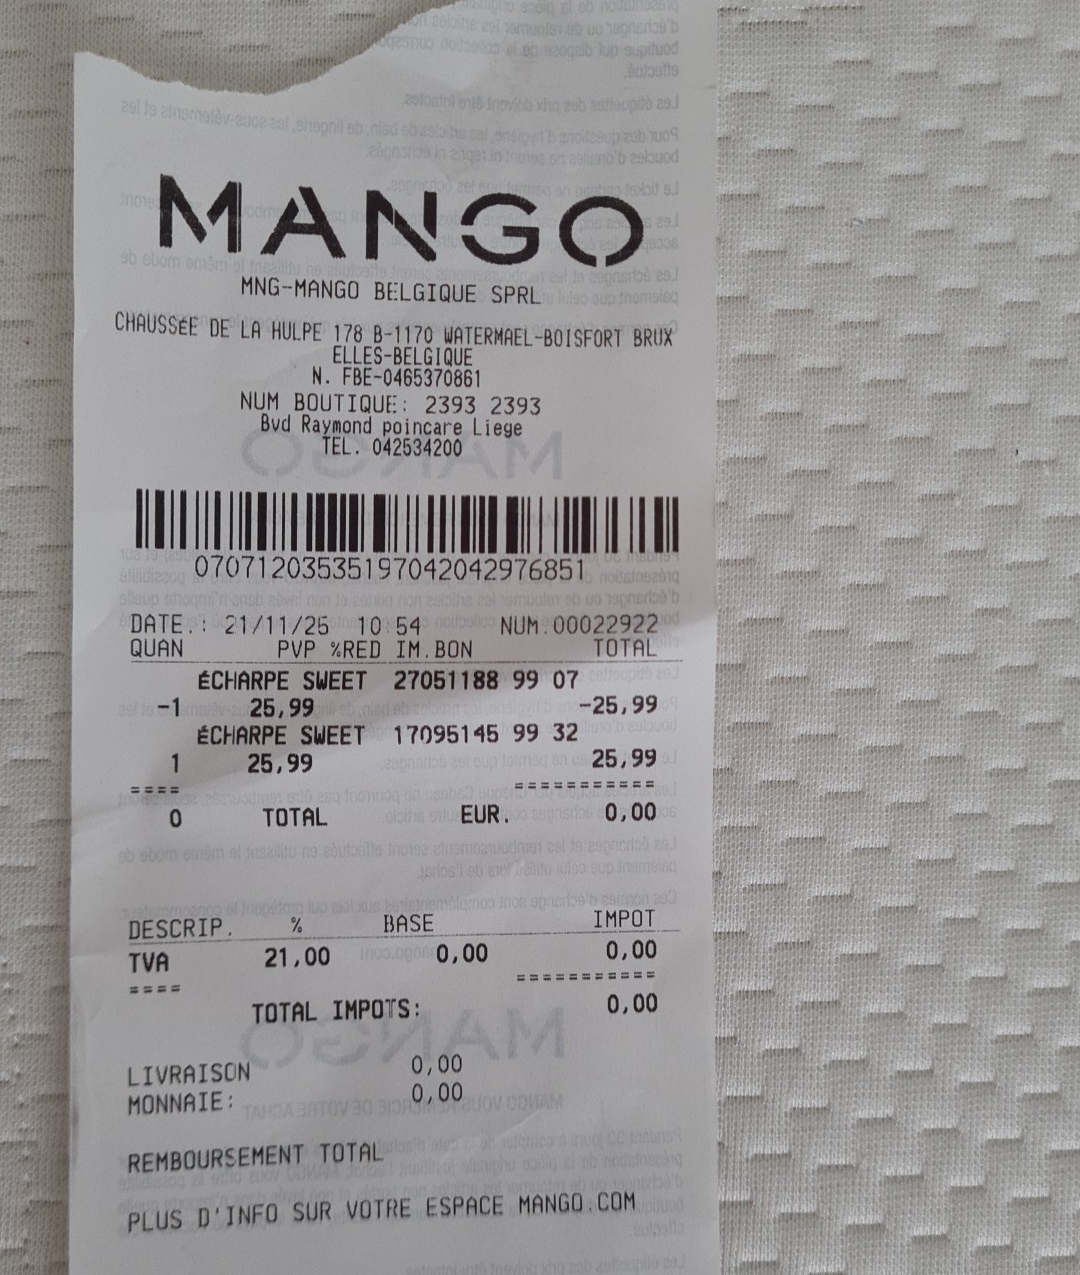 MANGO
MNG-MANGO BELGIQUE SPRL
CHAUSSÉE DE LA HULPE 178 B-1170 WATERMAEL-BOISFORT BRUX
ELLES-BELGIQUE
N. FBE-0465370861
NUM BOUTIQUE: 2393 2393
Bvd Raymond poincare Liege
TEL. 042534200
070712035351970420429768​51
DATE.: 21/11/25 10:54 NUM.00022922
QUAN PVP %RED IM.BON TOTAL
ÉCHARPE SWEET 27051188 99 07
-1 25,99 -25,99
ÉCHARPE SWEET 17095145 99 32
1 25,99 25,99
==== ===========
0 TOTAL EUR. 0,00
DESCRIP. % BASE IMPOT
TVA 21,00 0,00 0,00
==== ===========
TOTAL IMPOTS: 0,00
LIVRAISON 0,00
MONNAIE: 0,00
REMBOURSEMENT TOTAL
PLUS D'INFO SUR VOTRE ESPACE MANGO.COM